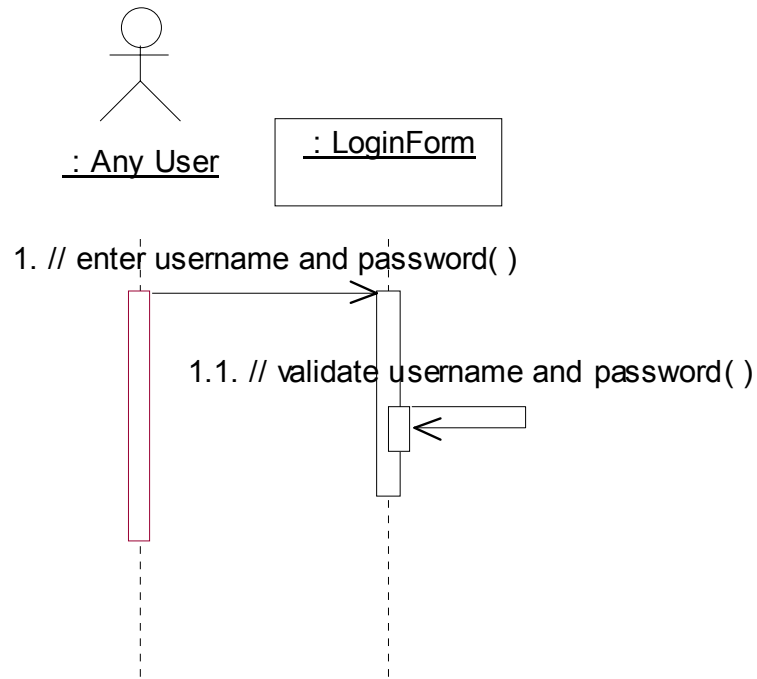 : Any User
: LoginForm
1. // enter username and password( )
1.1. // validate username and password( )